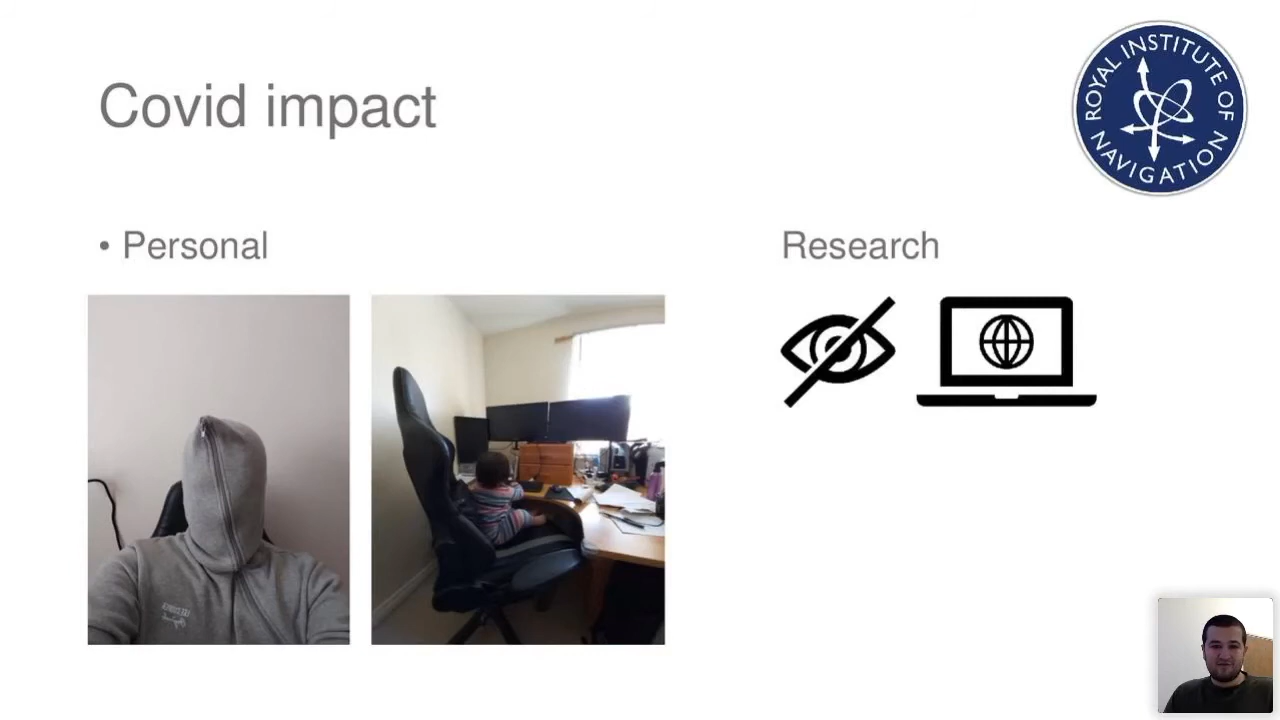 Covid impact
ROYAL INSTITUTE OF
NAVIGATION
• Personal
Research